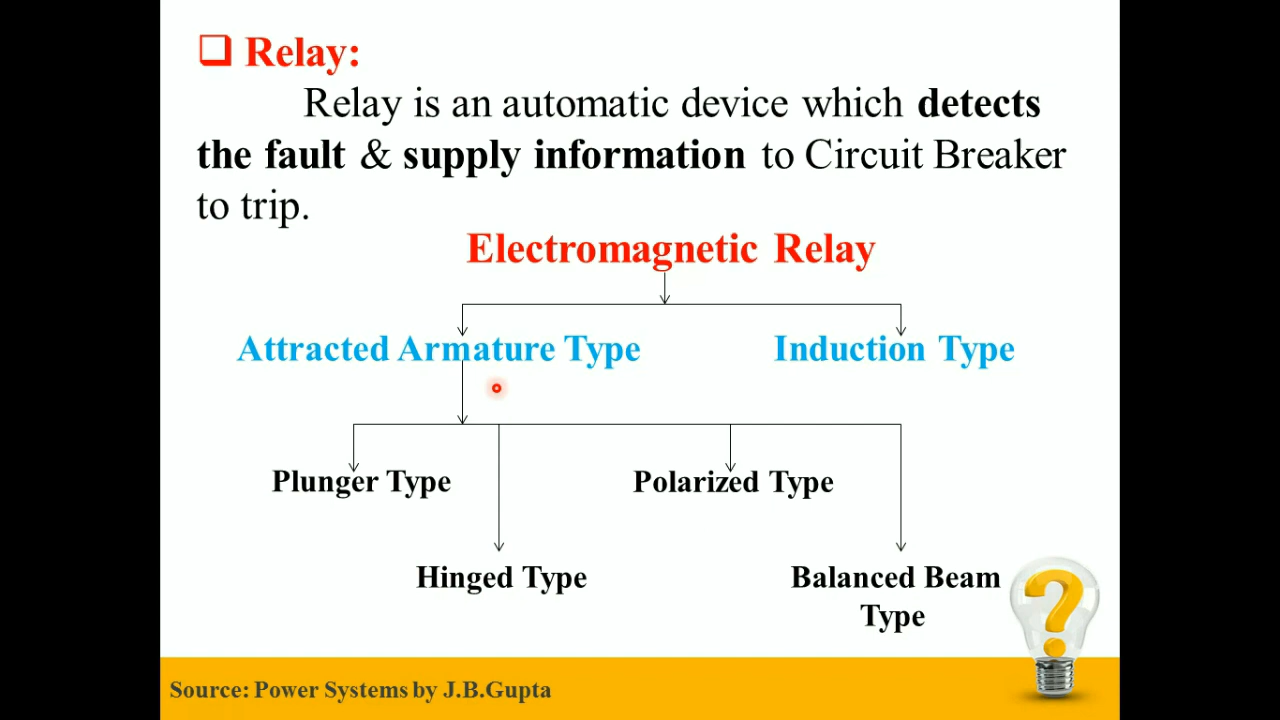 Relay:
Relay is an automatic device which detects
the fault & supply information to Circuit Breaker
to trip.
Electromagnetic Relay
Attracted Armature Type
Induction Type
Plunger Type
Polarized Type
Hinged Type
Balanced Beam
Type
?
Source: Power Systems by J.B.Gupta